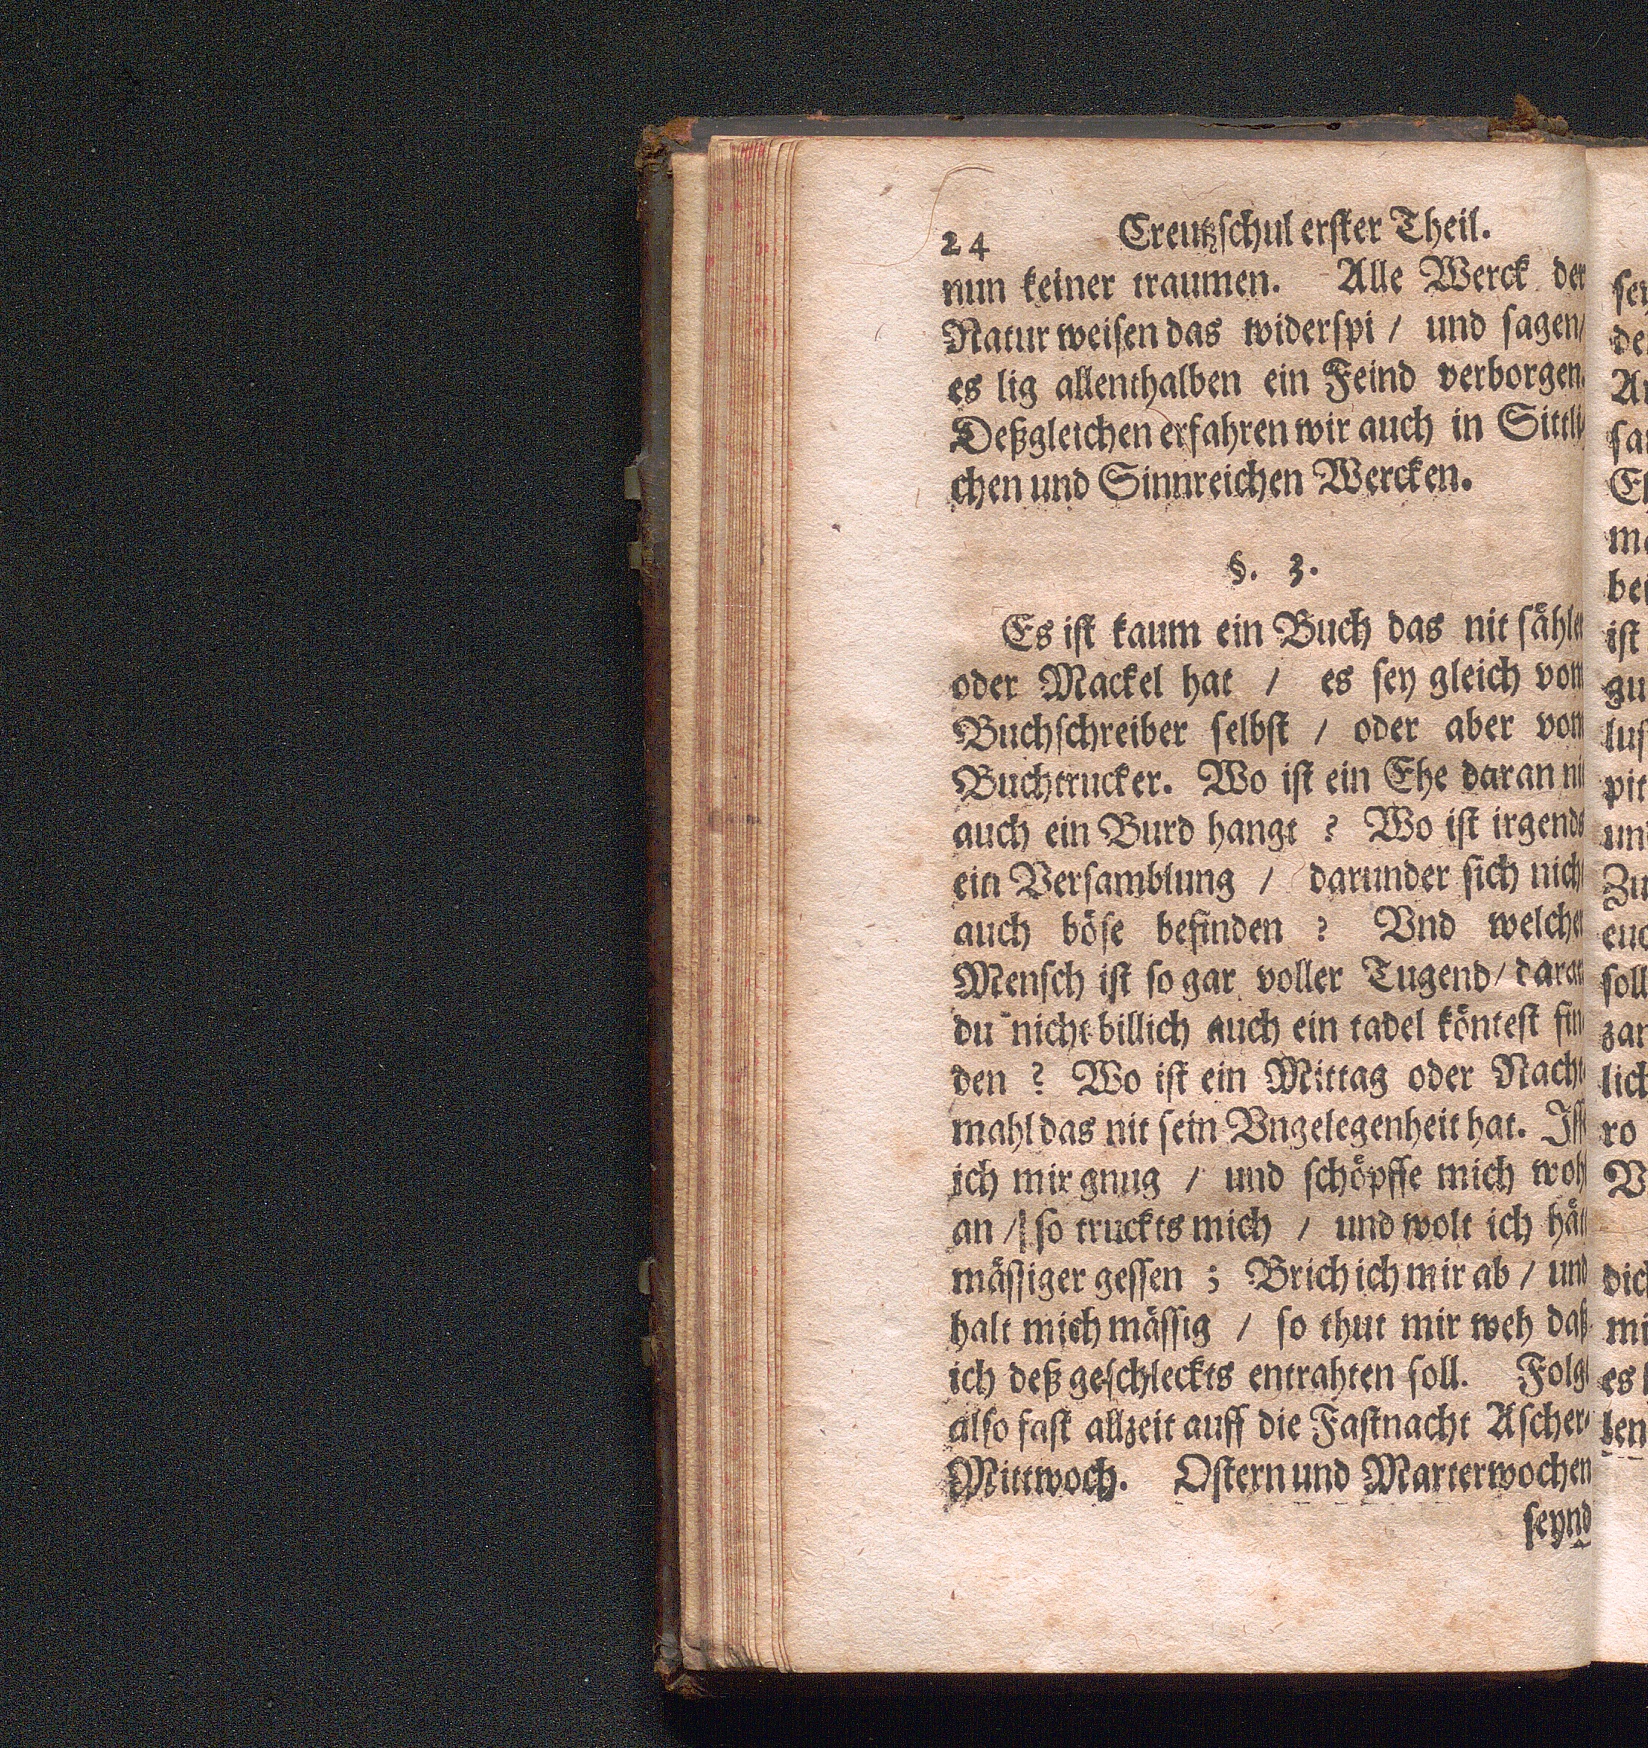 24 Creutzschul erster Theil.
nun keiner traumen. Alle Werck der
Natur weisen das widerspi / und sagen/
es lig allenthalben ein Feind verborgen.
Deßgleichen erfahren wir auch in Sittli-
chen und Sinnreichen Wercken.
§. 3.
Es ist kaum ein Buch das nit fähler
oder Mackel hat / es sey gleich vom
Buchschreiber selbst / oder aber vom
Buchtrucker. Wo ist ein Ehe daran nit
auch ein Burd hangt ? Wo ist irgends
ein Versamblung / darunder sich nicht
auch böse befinden ? Vnd welcher
Mensch ist so gar voller Tugend/ daran
du nicht billich auch ein tadel köntest fin-
den ? Wo ist ein Mittag oder Nacht-
mahl das nit sein Vngelegenheit hat. Iss
ich mir gnug / und schöpffe mich wohl
an / so truckts mich / und wolt ich hätt
mässiger gessen ; Brich ich mir ab / und
halt mich mässig / so thut mir weh daß
ich deß geschleckts entrahten soll. Folgt
also fast allzeit auff die Fastnacht Äscher-
Mittwoch. Ostern und Marterwochen
seynd